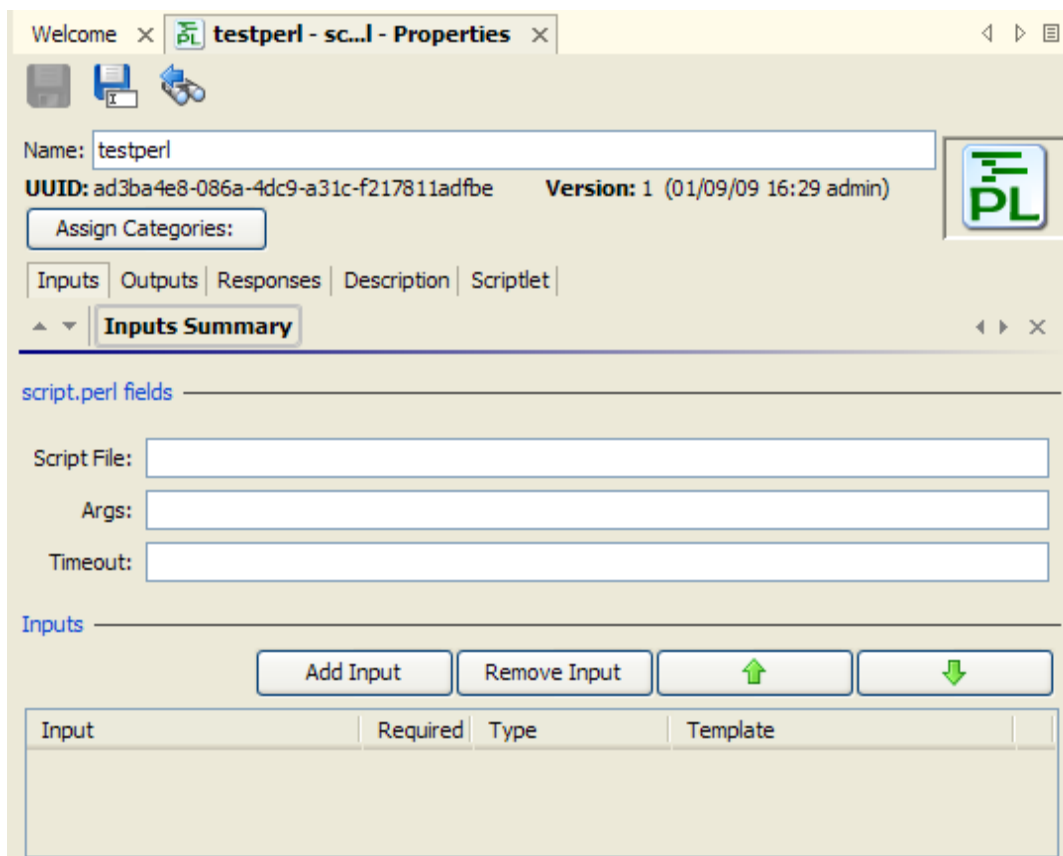 Welcome testperl - sc...l - Properties
Name: testperl
UUID: ad3ba4e8-086a-4dc9-a31c-f217811adfbe Version: 1 (01/09/09 16:29 admin)
PL
Assign Categories:
Inputs Outputs Responses Description Scriptlet
Inputs Summary
script.perl fields
Script File:
Args:
Timeout:
Inputs
Add Input Remove Input
Input Required Type Template